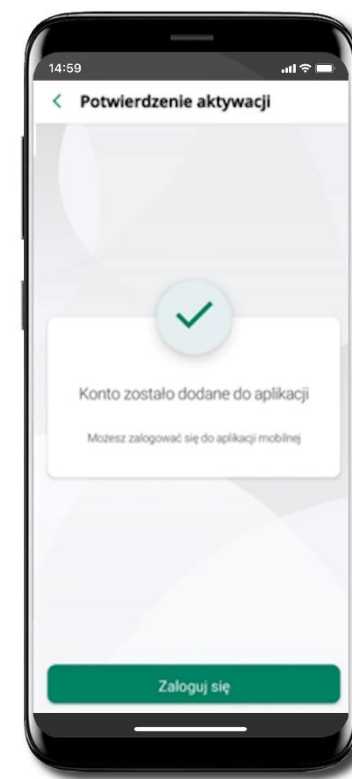 14:59
Potwierdzenie aktywacji
Konto zostało dodane do aplikacji
Możesz zalogować się do aplikacji mobilnej
Zaloguj się